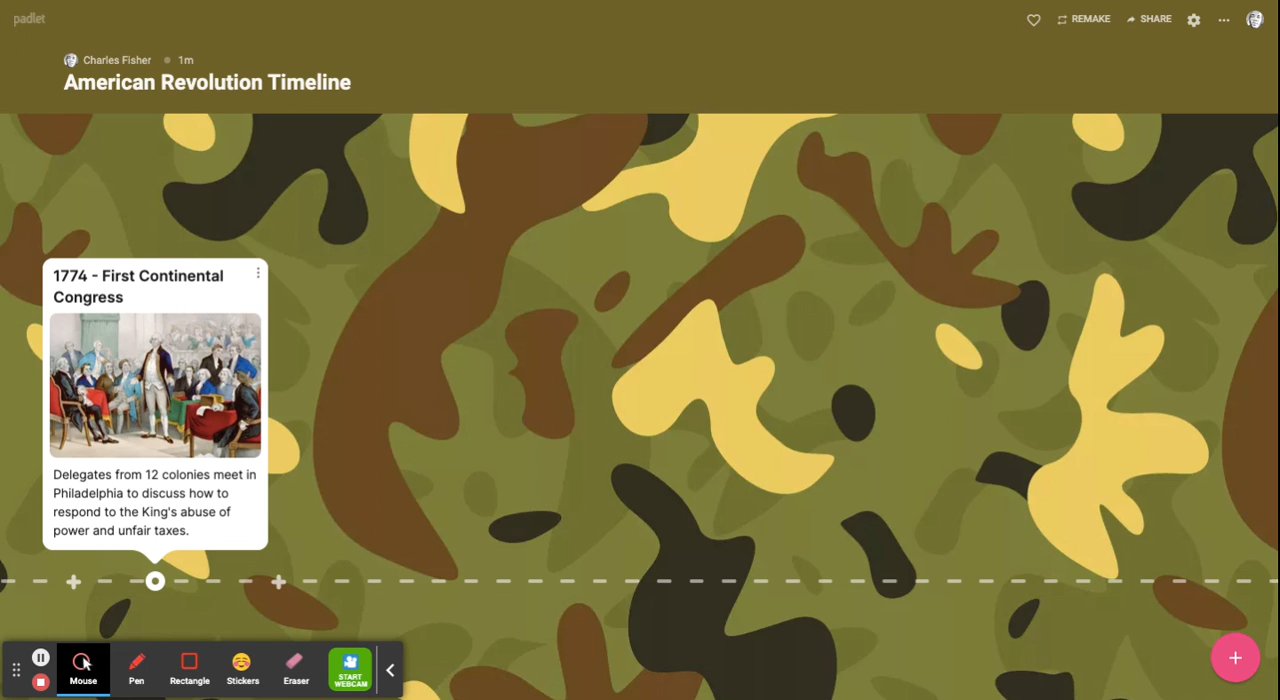 padlet
REMAKE
SHARE
Charles Fisher
1m
American Revolution Timeline
1774 - First Continental
Congress
Delegates from 12 colonies meet in
Philadelphia to discuss how to
respond to the King's abuse of
power and unfair taxes.
Mouse
Pen
Rectangle
Stickers
Eraser
START
WEBCAM